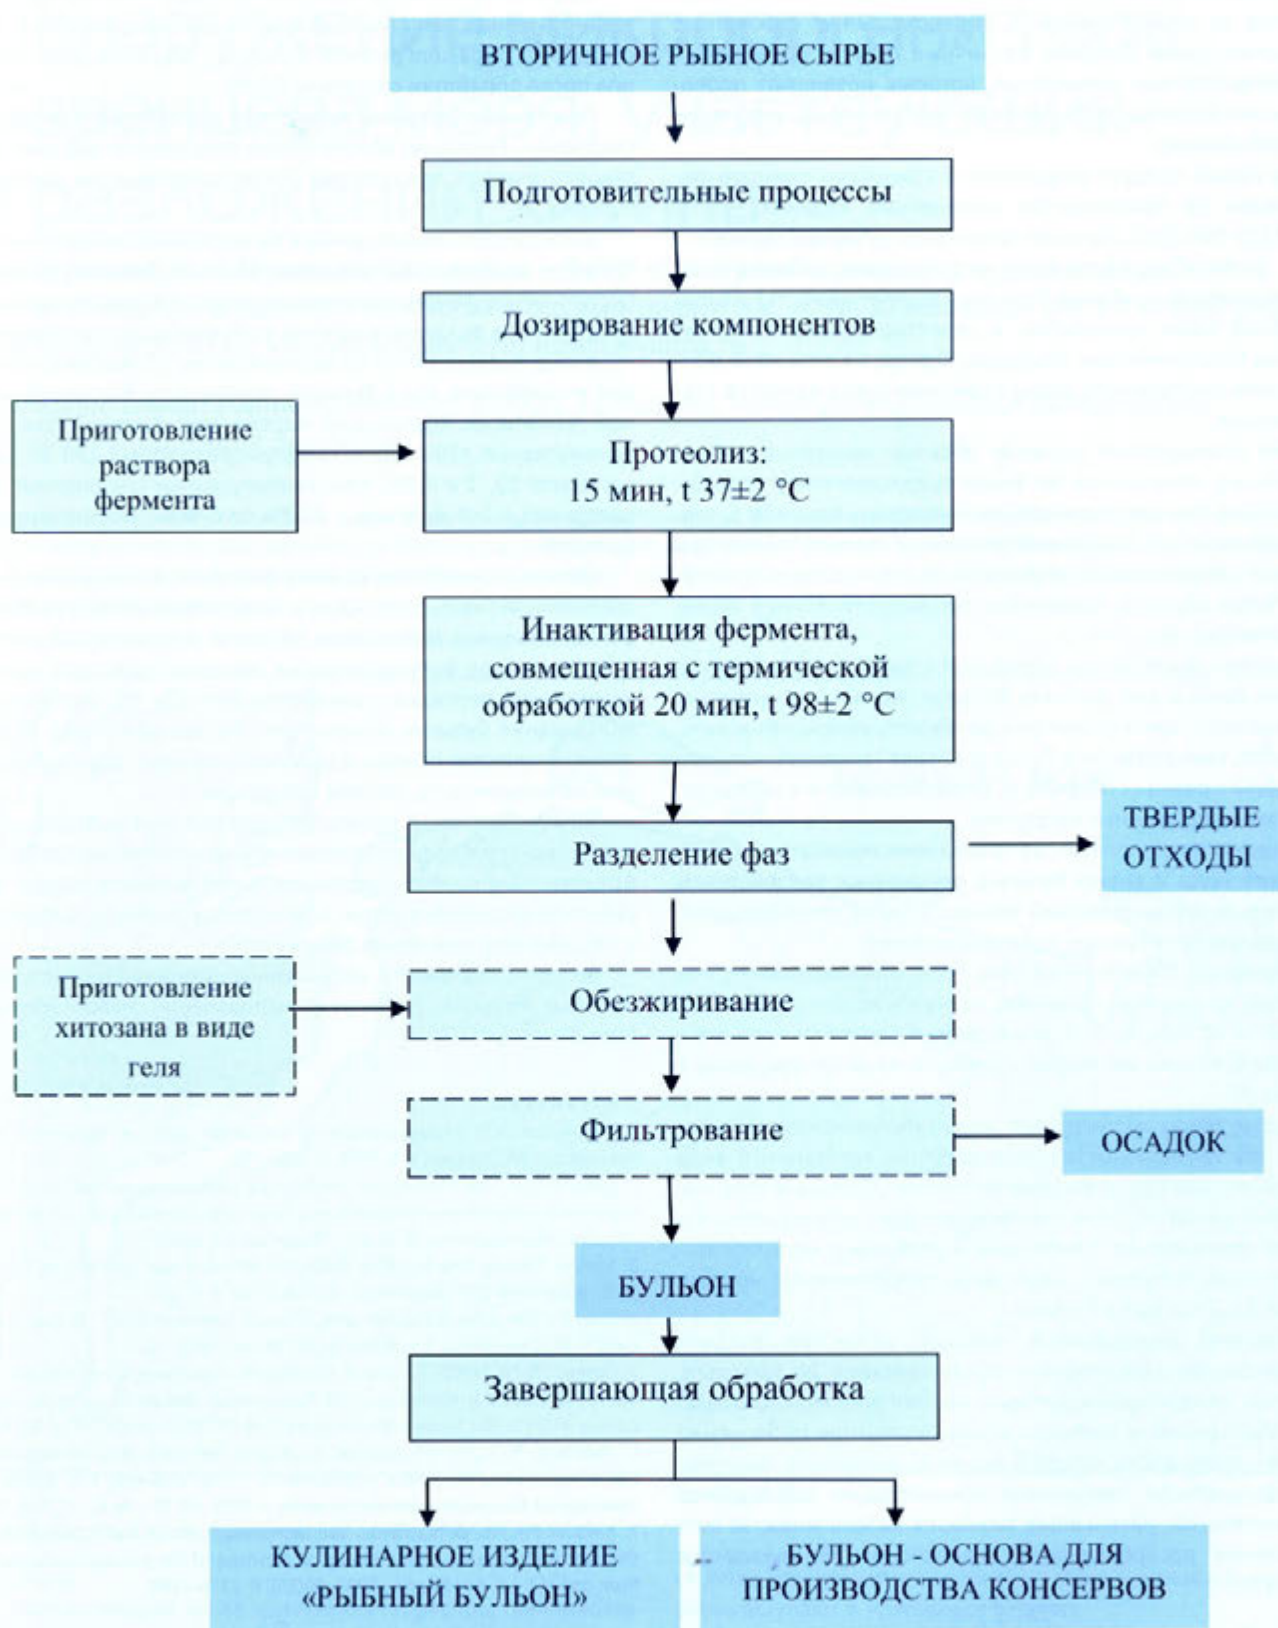 ВТОРИЧНОЕ РЫБНОЕ СЫРЬЕ
Подготовительные процессы
Дозирование компонентов
Приготовление
раствора
фермента
Протеолиз:
15 мин, t 37±2 °C
Инактивация фермента,
совмещенная с термической
обработкой 20 мин, t 98±2 °C
Разделение фаз
ТВЕРДЫЕ
ОТХОДЫ
Приготовление
хитозана в виде
геля
Обезжиривание
Фильтрование
ОСАДОК
БУЛЬОН
Завершающая обработка
КУЛИНАРНОЕ ИЗДЕЛИЕ
«РЫБНЫЙ БУЛЬОН»
БУЛЬОН - ОСНОВА ДЛЯ
ПРОИЗВОДСТВА КОНСЕРВОВ